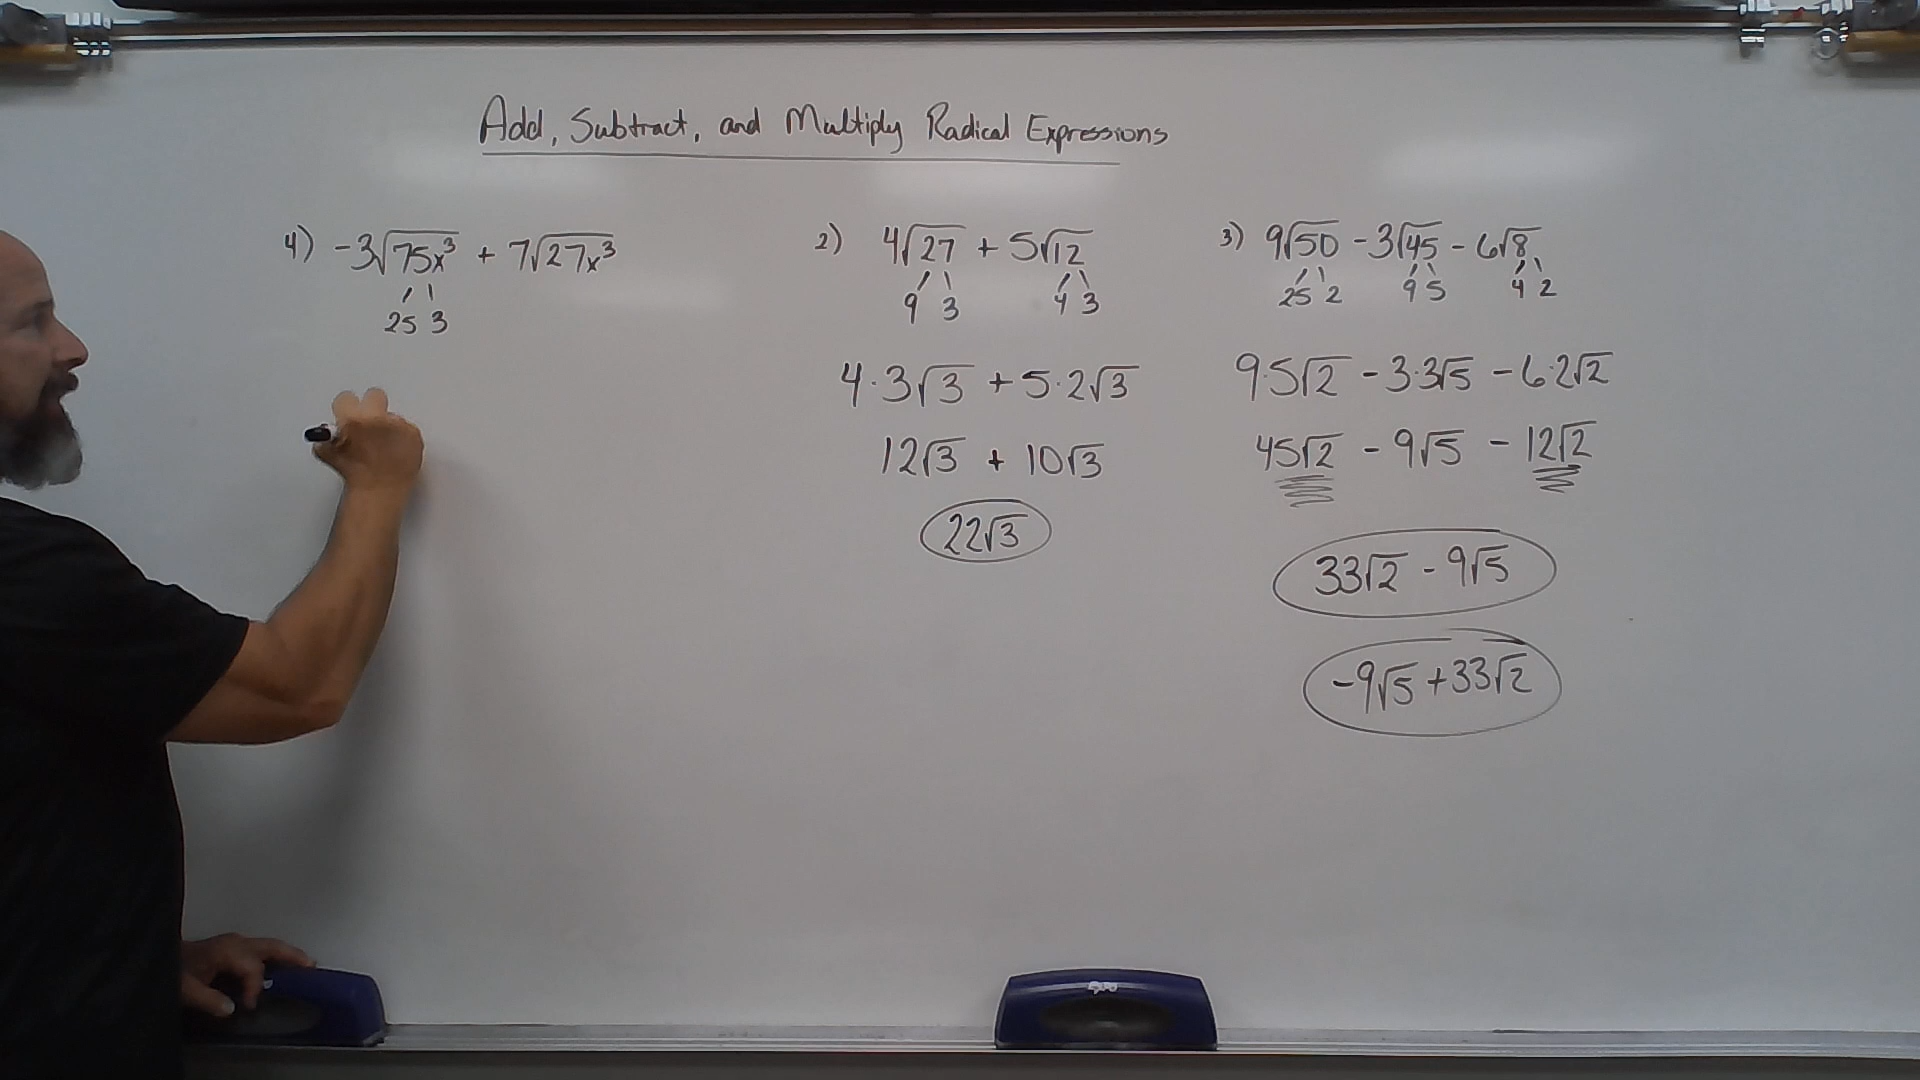 Add, Subtract, and Multiply Radical Expressions
4) -3√75x³ + 7√27x³
25 3
2) 4√27 + 5√12
9 3 4 3
4·3√3 + 5·2√3
12√3 + 10√3
22√3
3) 9√50 - 3√45 - 6√8
25 2 9 5 4 2
9·5√2 - 3·3√5 - 6·2√2
45√2 - 9√5 - 12√2
33√2 - 9√5
-9√5 + 33√2
EXPO